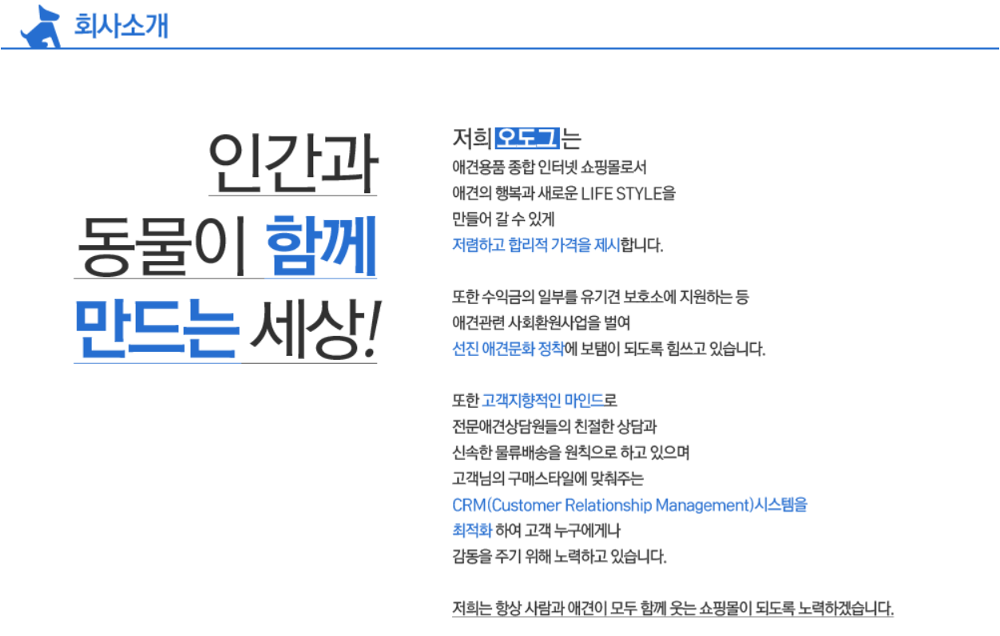 회사소개
인간과
동물이 함께
만드는 세상!
저희 오도그는
애견용품 종합 인터넷 쇼핑몰로서
애견의 행복과 새로운 LIFE STYLE을
만들어 갈 수 있게
저렴하고 합리적 가격을 제시합니다.
또한 수익금의 일부를 유기견 보호소에 지원하는 등
애견관련 사회환원사업을 벌여
선진 애견문화 정착에 보탬이 되도록 힘쓰고 있습니다.
또한 고객지향적인 마인드로
전문애견상담원들의 친절한 상담과
신속한 물류배송을 원칙으로 하고 있으며
고객님의 구매스타일에 맞춰주는
CRM(Customer Relationship Management)시스템을
최적화 하여 고객 누구에게나
감동을 주기 위해 노력하고 있습니다.
저희는 항상 사람과 애견이 모두 함께 웃는 쇼핑몰이 되도록 노력하겠습니다.